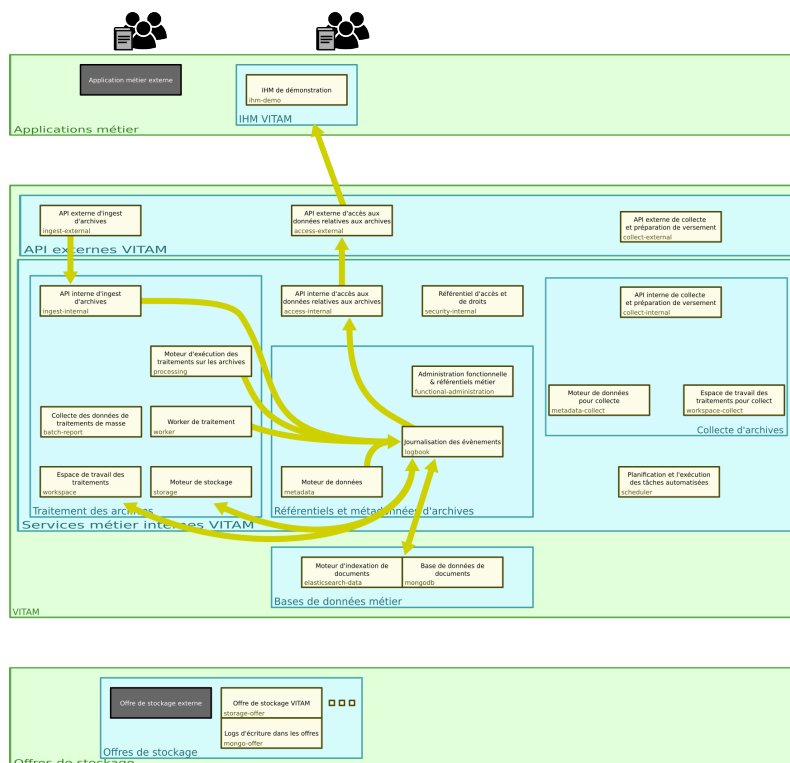 Application métier externe
IHM de démonstration
ihm-demo
IHM VITAM
Applications métier
API externe d'ingest
d'archives
ingest-external
API externe d'accès aux
données relatives aux archives
access-external
API externe de collecte
et préparation de versement
collect-external
API externes VITAM
API interne d'ingest
d'archives
ingest-internal
API interne d'accès aux
données relatives aux archives
access-internal
Référentiel d'accès et
de droits
security-internal
API interne de collecte
et préparation de versement
collect-internal
Moteur d'exécution des
traitements sur les archives
processing
Administration fonctionnelle
& référentiels métier
functional-administration
Moteur de données
pour collecte
metadata-collect
Espace de travail des
traitements pour collect
workspace-collect
Collecte d'archives
Collecte des données de
traitements de masse
batch-report
Worker de traitement
worker
Journalisation des évènements
logbook
Espace de travail des
traitements
workspace
Moteur de stockage
storage
Moteur de données
metadata
Planification et l'exécution
des tâches automatisées
scheduler
Traitement des archives
Référentiels et métadonnées d'archives
Services métier internes VITAM
Moteur d'indexation de
documents
elasticsearch-data
Base de données de
documents
mongodb
Bases de données métier
VITAM
Offre de stockage externe
Offre de stockage VITAM
storage-offer
Logs d'écriture dans les offres
mongo-offer
Offres de stockage
Offres de stockage